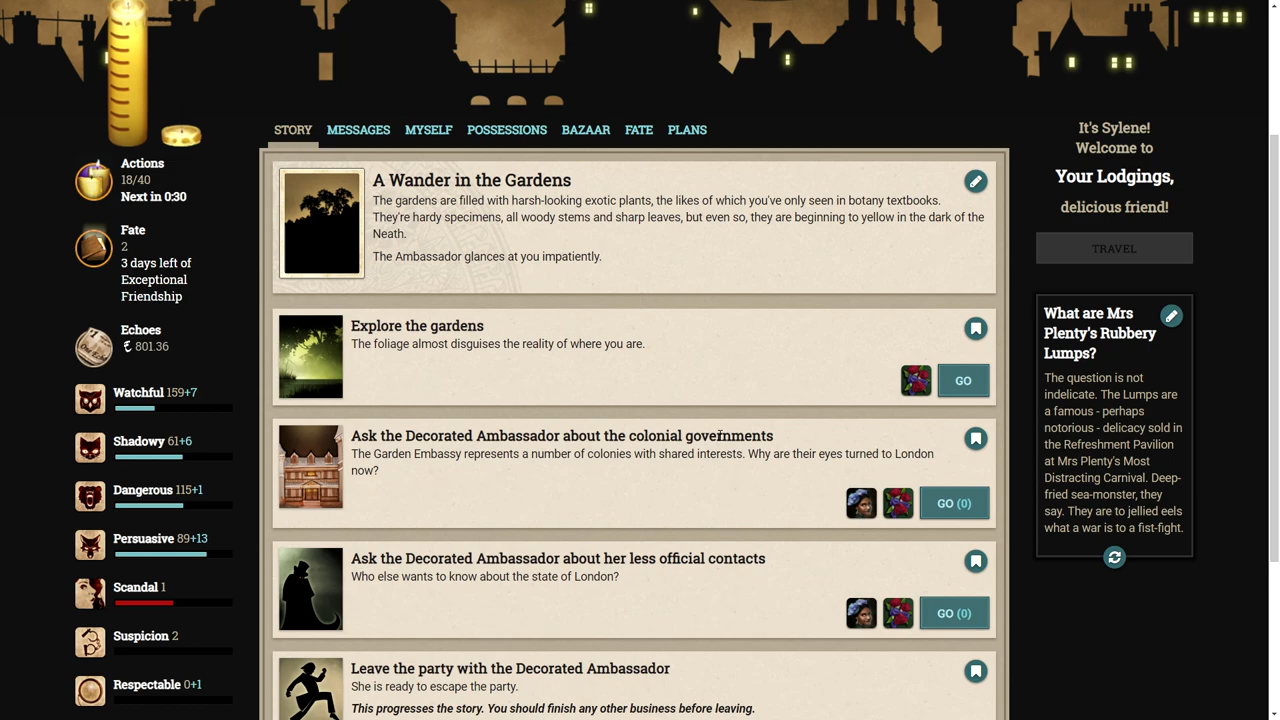 Actions
18/40
Next in 0:30
Fate
2
3 days left of
Exceptional
Friendship
Echoes
801.36
Watchful 159+7
Shadowy 61+6
Dangerous 115+1
Persuasive 89+13
Scandal 1
Suspicion 2
Respectable 0+1
STORY MESSAGES MYSELF POSSESSIONS BAZAAR FATE PLANS
A Wander in the Gardens
The gardens are filled with harsh-looking exotic plants, the likes of which you've only seen in botany textbooks.
They're hardy specimens, all woody stems and sharp leaves, but even so, they are beginning to yellow in the dark of the
Neath.
The Ambassador glances at you impatiently.
Explore the gardens
The foliage almost disguises the reality of where you are.
GO
Ask the Decorated Ambassador about the colonial governments
The Garden Embassy represents a number of colonies with shared interests. Why are their eyes turned to London
now?
GO (0)
Ask the Decorated Ambassador about her less official contacts
Who else wants to know about the state of London?
GO (0)
Leave the party with the Decorated Ambassador
She is ready to escape the party.
This progresses the story. You should finish any other business before leaving.
It's Sylene!
Welcome to
Your Lodgings,
delicious friend!
TRAVEL
What are Mrs
Plenty's Rubbery
Lumps?
The question is not
indelicate. The Lumps are
a famous - perhaps
notorious - delicacy sold in
the Refreshment Pavilion
at Mrs Plenty's Most
Distracting Carnival. Deep-
fried sea-monster, they
say. They are to jellied eels
what a war is to a fist-fight.